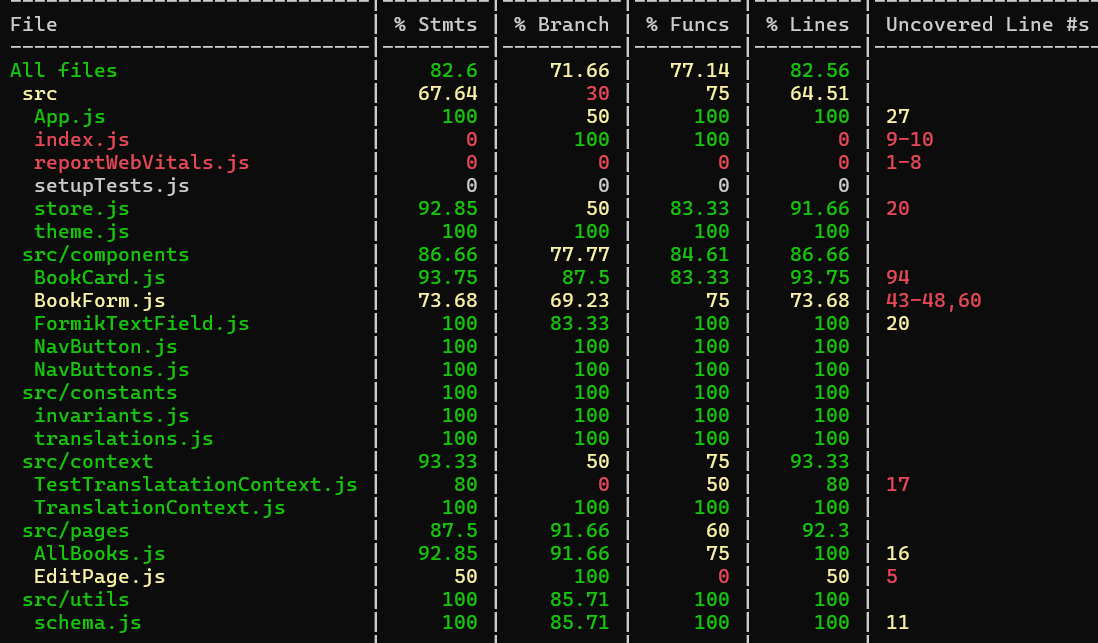 File | % Stmts | % Branch | % Funcs | % Lines | Uncovered Line #s
All files | 82.6 | 71.66 | 77.14 | 82.56 |
src | 67.64 | 30 | 75 | 64.51 |
App.js | 100 | 50 | 100 | 100 | 27
index.js | 0 | 100 | 100 | 0 | 9-10
reportWebVitals.js | 0 | 0 | 0 | 0 | 1-8
setupTests.js | 0 | 0 | 0 | 0 |
store.js | 92.85 | 50 | 83.33 | 91.66 | 20
theme.js | 100 | 100 | 100 | 100 |
src/components | 86.66 | 77.77 | 84.61 | 86.66 |
BookCard.js | 93.75 | 87.5 | 83.33 | 93.75 | 94
BookForm.js | 73.68 | 69.23 | 75 | 73.68 | 43-48,60
FormikTextField.js | 100 | 83.33 | 100 | 100 | 20
NavButton.js | 100 | 100 | 100 | 100 |
NavButtons.js | 100 | 100 | 100 | 100 |
src/constants | 100 | 100 | 100 | 100 |
invariants.js | 100 | 100 | 100 | 100 |
translations.js | 100 | 100 | 100 | 100 |
src/context | 93.33 | 50 | 75 | 93.33 |
TestTranslatationContext.js | 80 | 0 | 50 | 80 | 17
TranslationContext.js | 100 | 100 | 100 | 100 |
src/pages | 87.5 | 91.66 | 60 | 92.3 |
AllBooks.js | 92.85 | 91.66 | 75 | 100 | 16
EditPage.js | 50 | 100 | 0 | 50 | 5
src/utils | 100 | 85.71 | 100 | 100 |
schema.js | 100 | 85.71 | 100 | 100 | 11